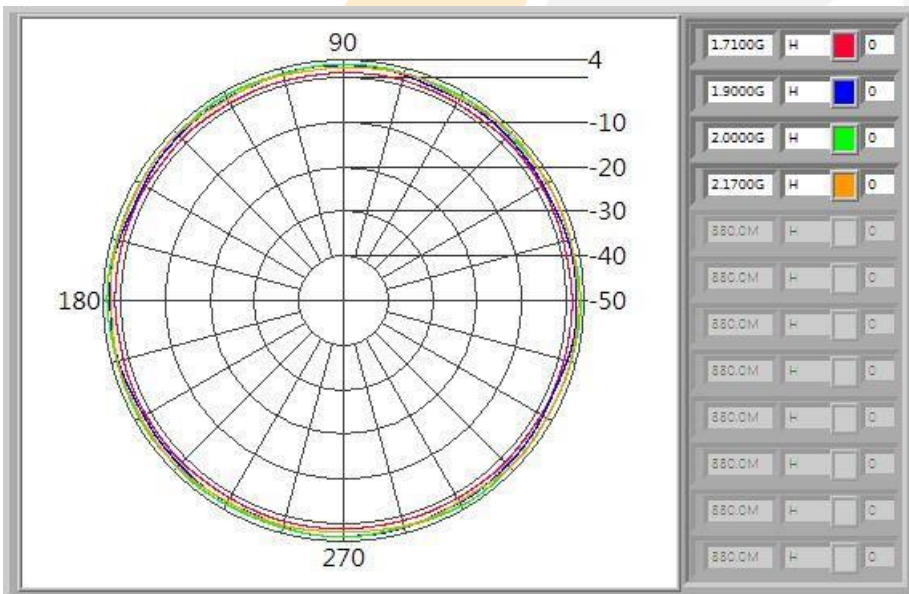 90
4
-10
-20
-30
-40
180
-50
270
1.7100G H 0
1.9000G H 0
2.0000G H 0
2.1700G H 0
880.0M H 0
880.0M H 0
880.0M H 0
880.0M H 0
880.0M H 0
880.0M H 0
880.0M H 0
880.0M H 0